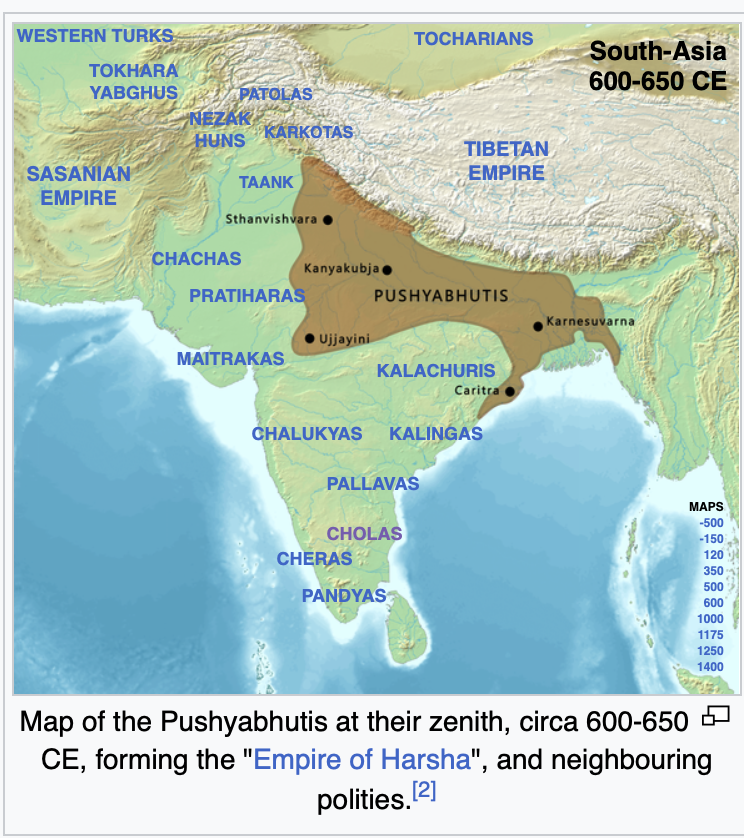 WESTERN TURKS
TOCHARIANS
South-Asia
600-650 CE
TOKHARA
YABGHUS
PATOLAS
NEZAK
HUNS
KARKOTAS
TIBETAN
EMPIRE
SASANIAN
EMPIRE
TAANK
Sthanvishvara
CHACHAS
Kanyakubja
PRATIHARAS
PUSHYABHUTIS
Karnesuvarna
Ujjayini
MAITRAKAS
KALACHURIS
Caritra
CHALUKYAS
KALINGAS
PALLAVAS
CHOLAS
CHERAS
PANDYAS
MAPS
-500
-150
120
350
500
600
1000
1175
1250
1400
Map of the Pushyabhutis at their zenith, circa 600-650
CE, forming the "Empire of Harsha", and neighbouring
polities.[2]